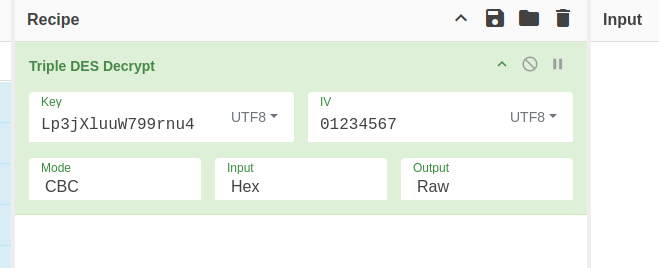 Recipe
Input
Triple DES Decrypt
Key
Lp3jXluuW799rnu4
UTF8
IV
01234567
UTF8
Mode
CBC
Input
Hex
Output
Raw